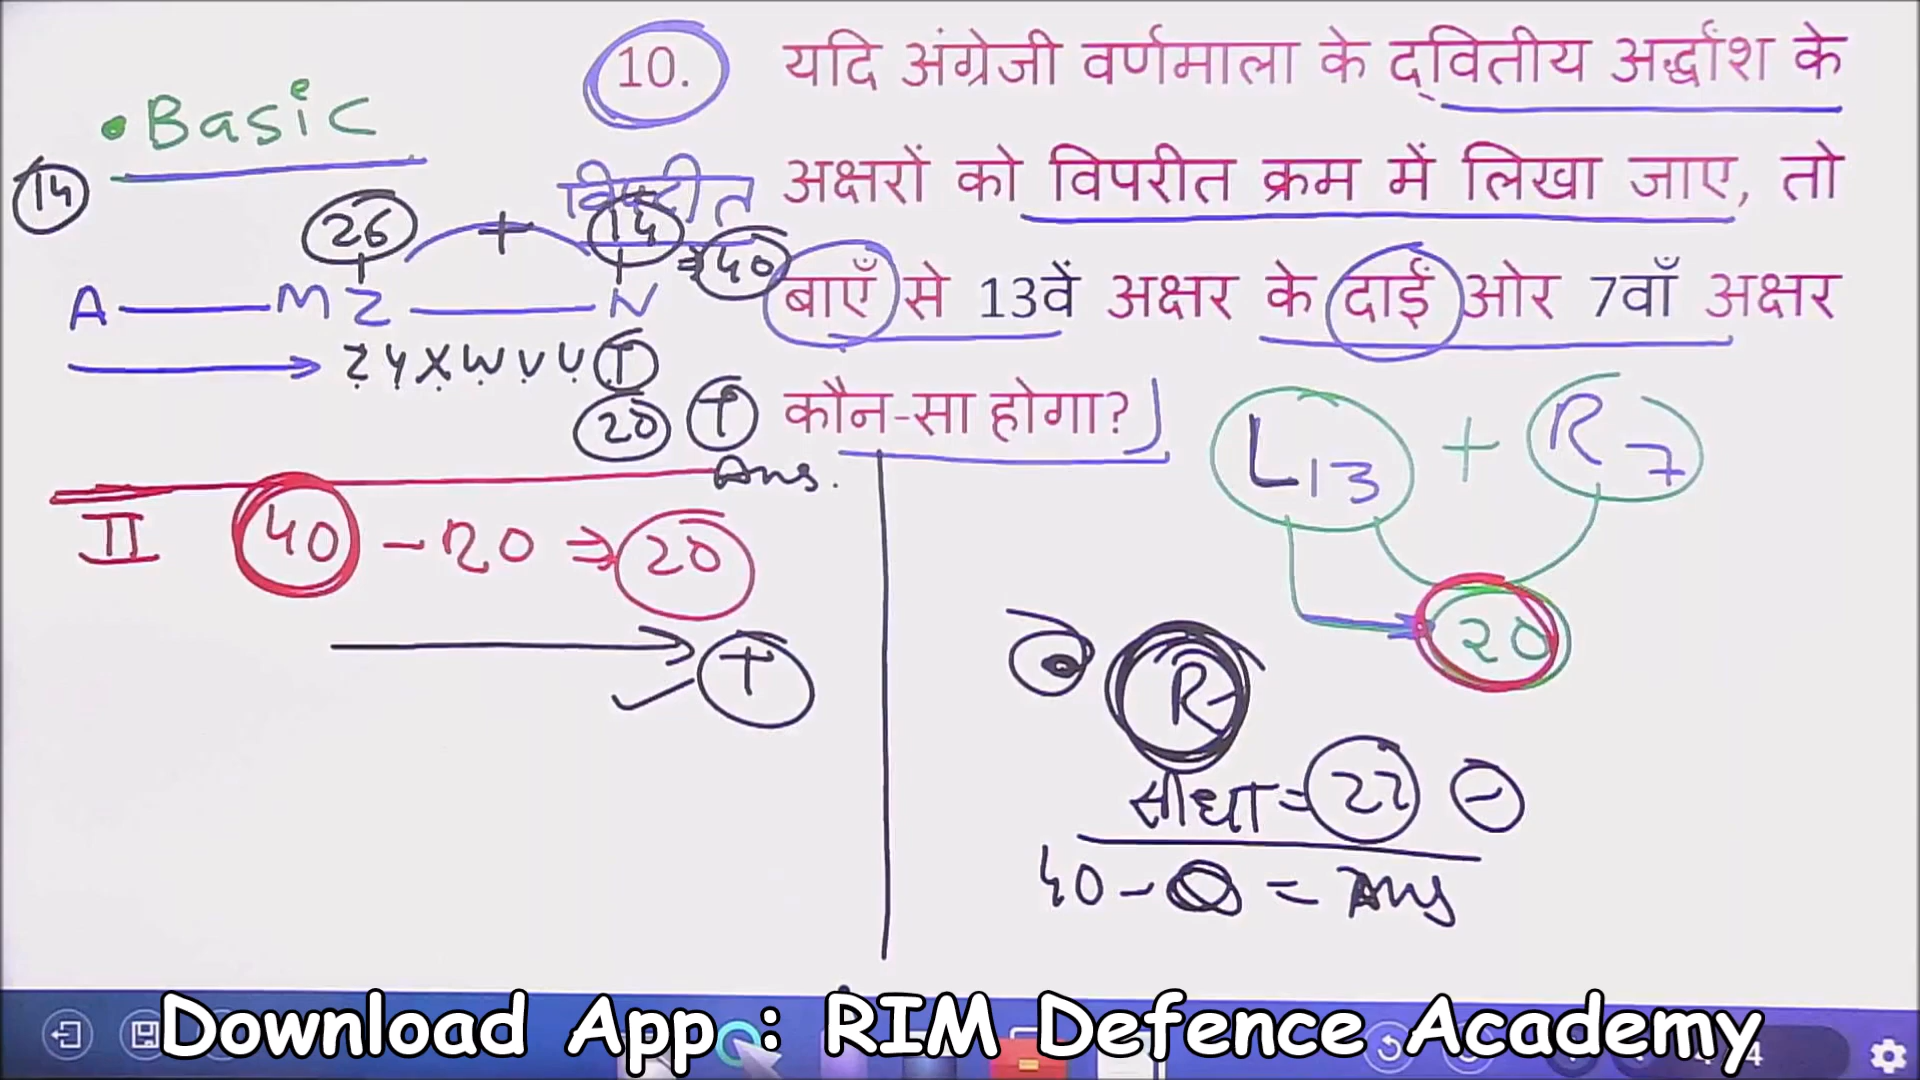 10. यदि अंग्रेजी वर्णमाला के द्वितीय अर्द्धांश के
अक्षरों को विपरीत क्रम में लिखा जाए, तो
बाएँ से 13वें अक्षर के दाईं ओर 7वाँ अक्षर
कौन-सा होगा?
• Basic
विपरीत
14
26 + 14 = 40
A — M Z — N
Z Y X W V U T
20 T
Ans.
II 40 - 20 ⇒ 20
T
L13 + R7
20
R
सीधा = 22 -
40 - = Ans
Download App : RIM Defence Academy